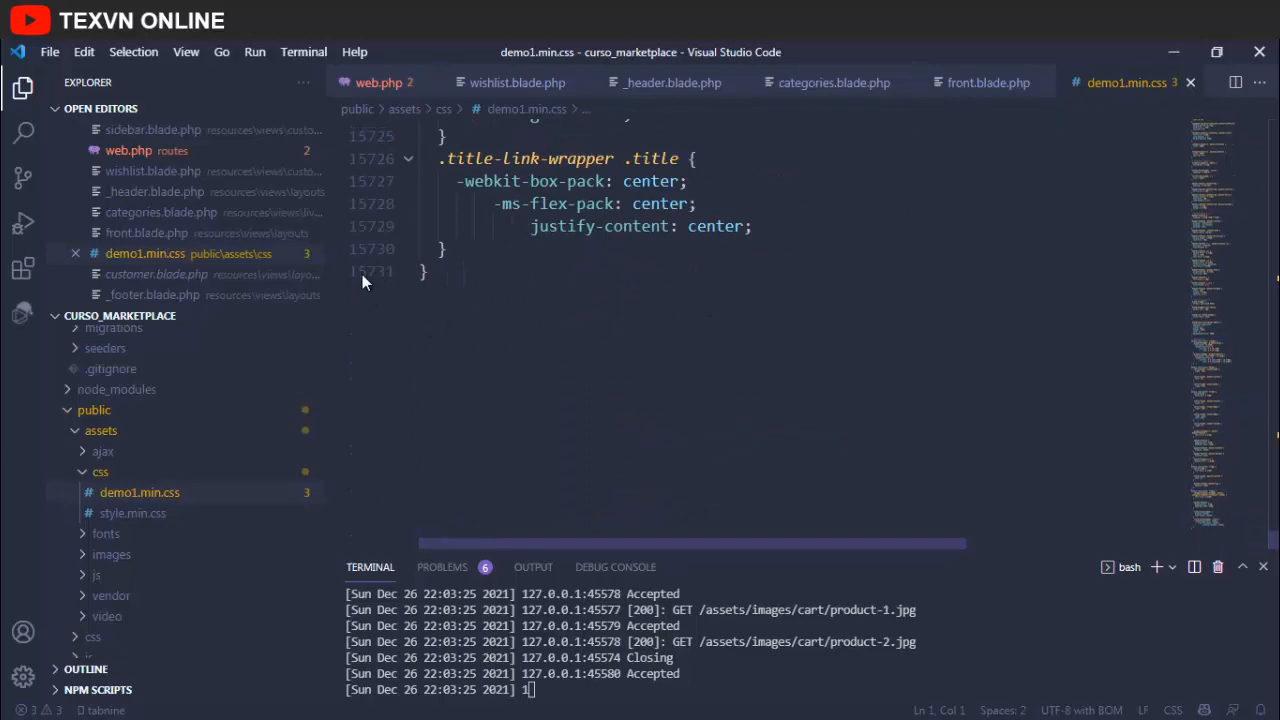 TEXVN ONLINE
File Edit Selection View Go Run Terminal Help
demo1.min.css - curso_marketplace - Visual Studio Code
EXPLORER
web.php 2
wishlist.blade.php
_header.blade.php
categories.blade.php
front.blade.php
demo1.min.css 3
OPEN EDITORS
public > assets > css > # demo1.min.css > ...
sidebar.blade.php resources\views\custo...
web.php routes 2
wishlist.blade.php resources\views\custo...
_header.blade.php resources\views\layouts
categories.blade.php resources\views\liv...
front.blade.php resources\views\layouts
demo1.min.css public\assets\css 3
customer.blade.php resources\views\layouts
_footer.blade.php resources\views\layouts
CURSO_MARKETPLACE
migrations
seeders
.gitignore
node_modules
public
assets
ajax
css
demo1.min.css 3
style.min.css
fonts
images
js
vendor
video
css
OUTLINE
NPM SCRIPTS
15725 }
15726 .title-link-wrapper .title {
15727 -webkit-box-pack: center;
15728 -ms-flex-pack: center;
15729 justify-content: center;
15730 }
15731 }
TERMINAL PROBLEMS 6 OUTPUT DEBUG CONSOLE
bash
[Sun Dec 26 22:03:25 2021] 127.0.0.1:45578 Accepted
[Sun Dec 26 22:03:25 2021] 127.0.0.1:45577 [200]: GET /assets/images/cart/product-1.jpg
[Sun Dec 26 22:03:25 2021] 127.0.0.1:45579 Accepted
[Sun Dec 26 22:03:25 2021] 127.0.0.1:45578 [200]: GET /assets/images/cart/product-2.jpg
[Sun Dec 26 22:03:25 2021] 127.0.0.1:45574 Closing
[Sun Dec 26 22:03:25 2021] 127.0.0.1:45580 Accepted
[Sun Dec 26 22:03:25 2021] 1
3 3 tabnine
Ln 1, Col 1 Spaces: 2 UTF-8 with BOM LF CSS